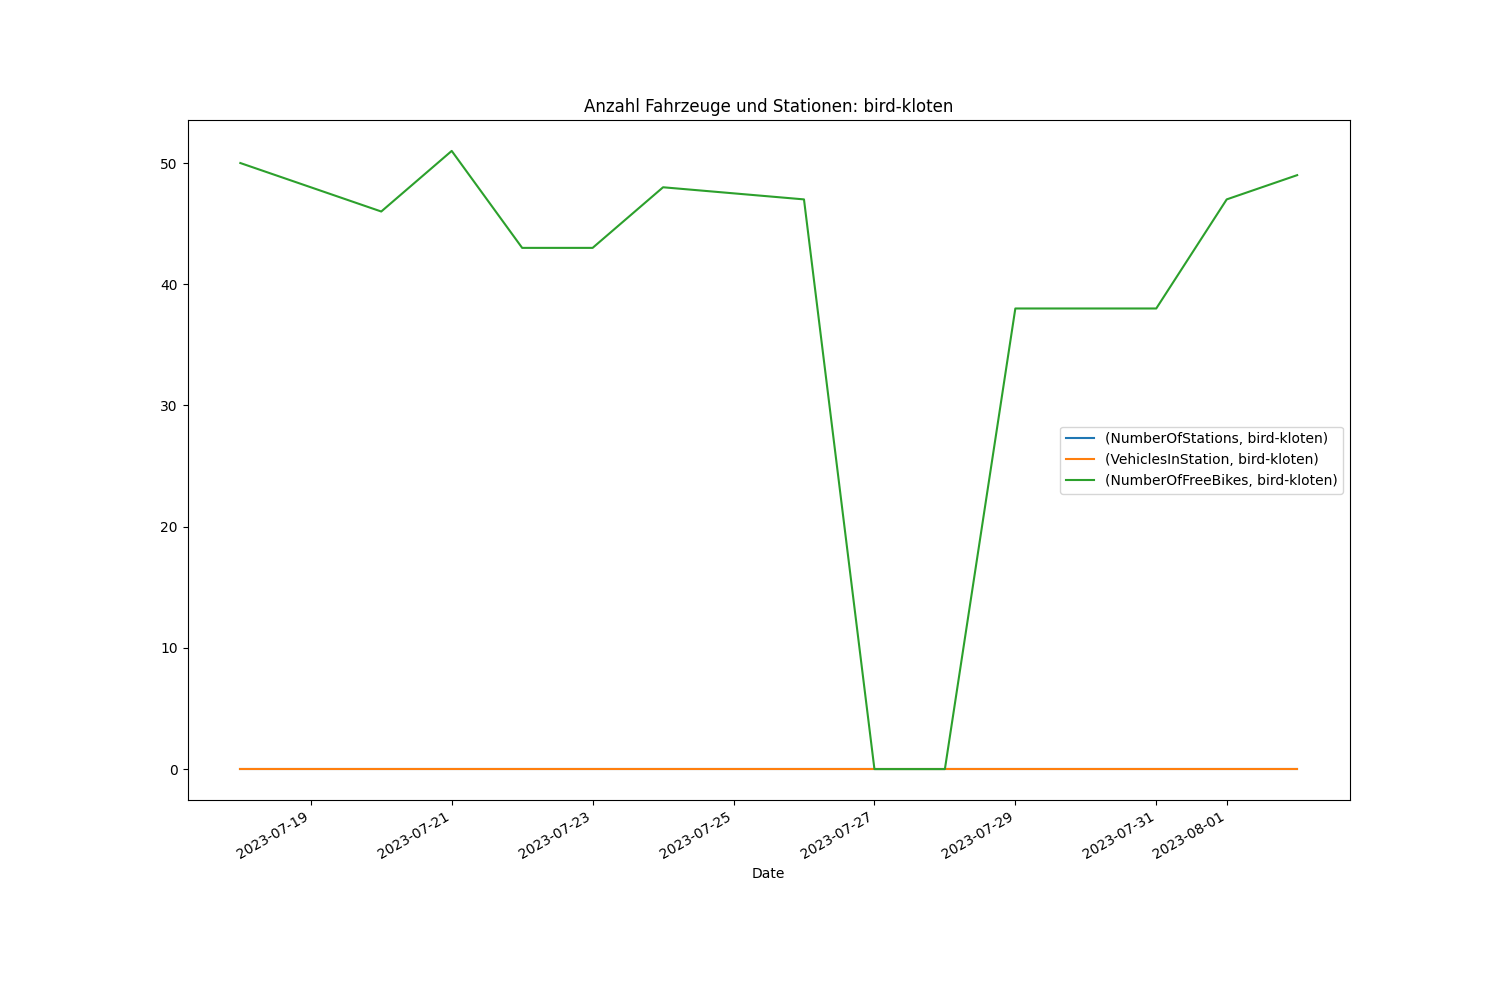 Anzahl Fahrzeuge und Stationen: bird-kloten
50
40
30
20
10
0
(NumberOfStations, bird-kloten)
(VehiclesInStation, bird-kloten)
(NumberOfFreeBikes, bird-kloten)
2023-07-19
2023-07-21
2023-07-23
2023-07-25
2023-07-27
2023-07-29
2023-07-31
2023-08-01
Date